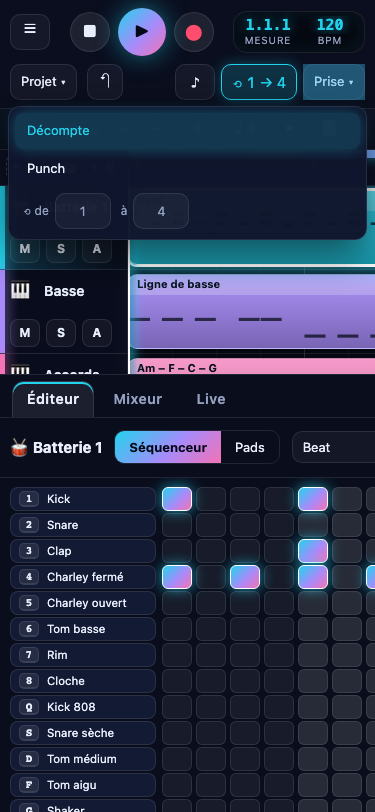 1.1.1 120
MESURE BPM
Projet ▾ 1 → 4 Prise ▾
Décompte
Punch
de 1 à 4
M S A
Basse
Ligne de basse
M S A
Accords
Am – F – C – G
Éditeur Mixeur Live
Batterie 1 Séquenceur Pads Beat
1 Kick
2 Snare
3 Clap
4 Charley fermé
5 Charley ouvert
6 Tom basse
7 Rim
8 Cloche
Q Kick 808
S Snare sèche
D Tom médium
F Tom aigu
G Shaker